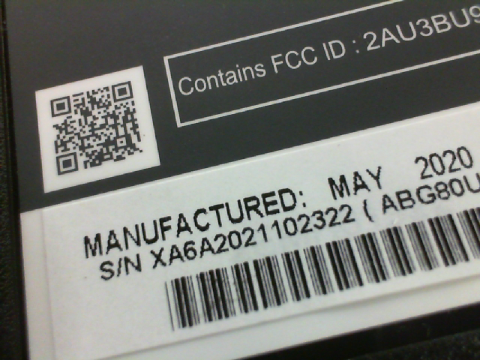 Contains FCC ID : 2AU3BU9
MANUFACTURED: MAY 2020
S/N XA6A2021102322 ( ABG80U